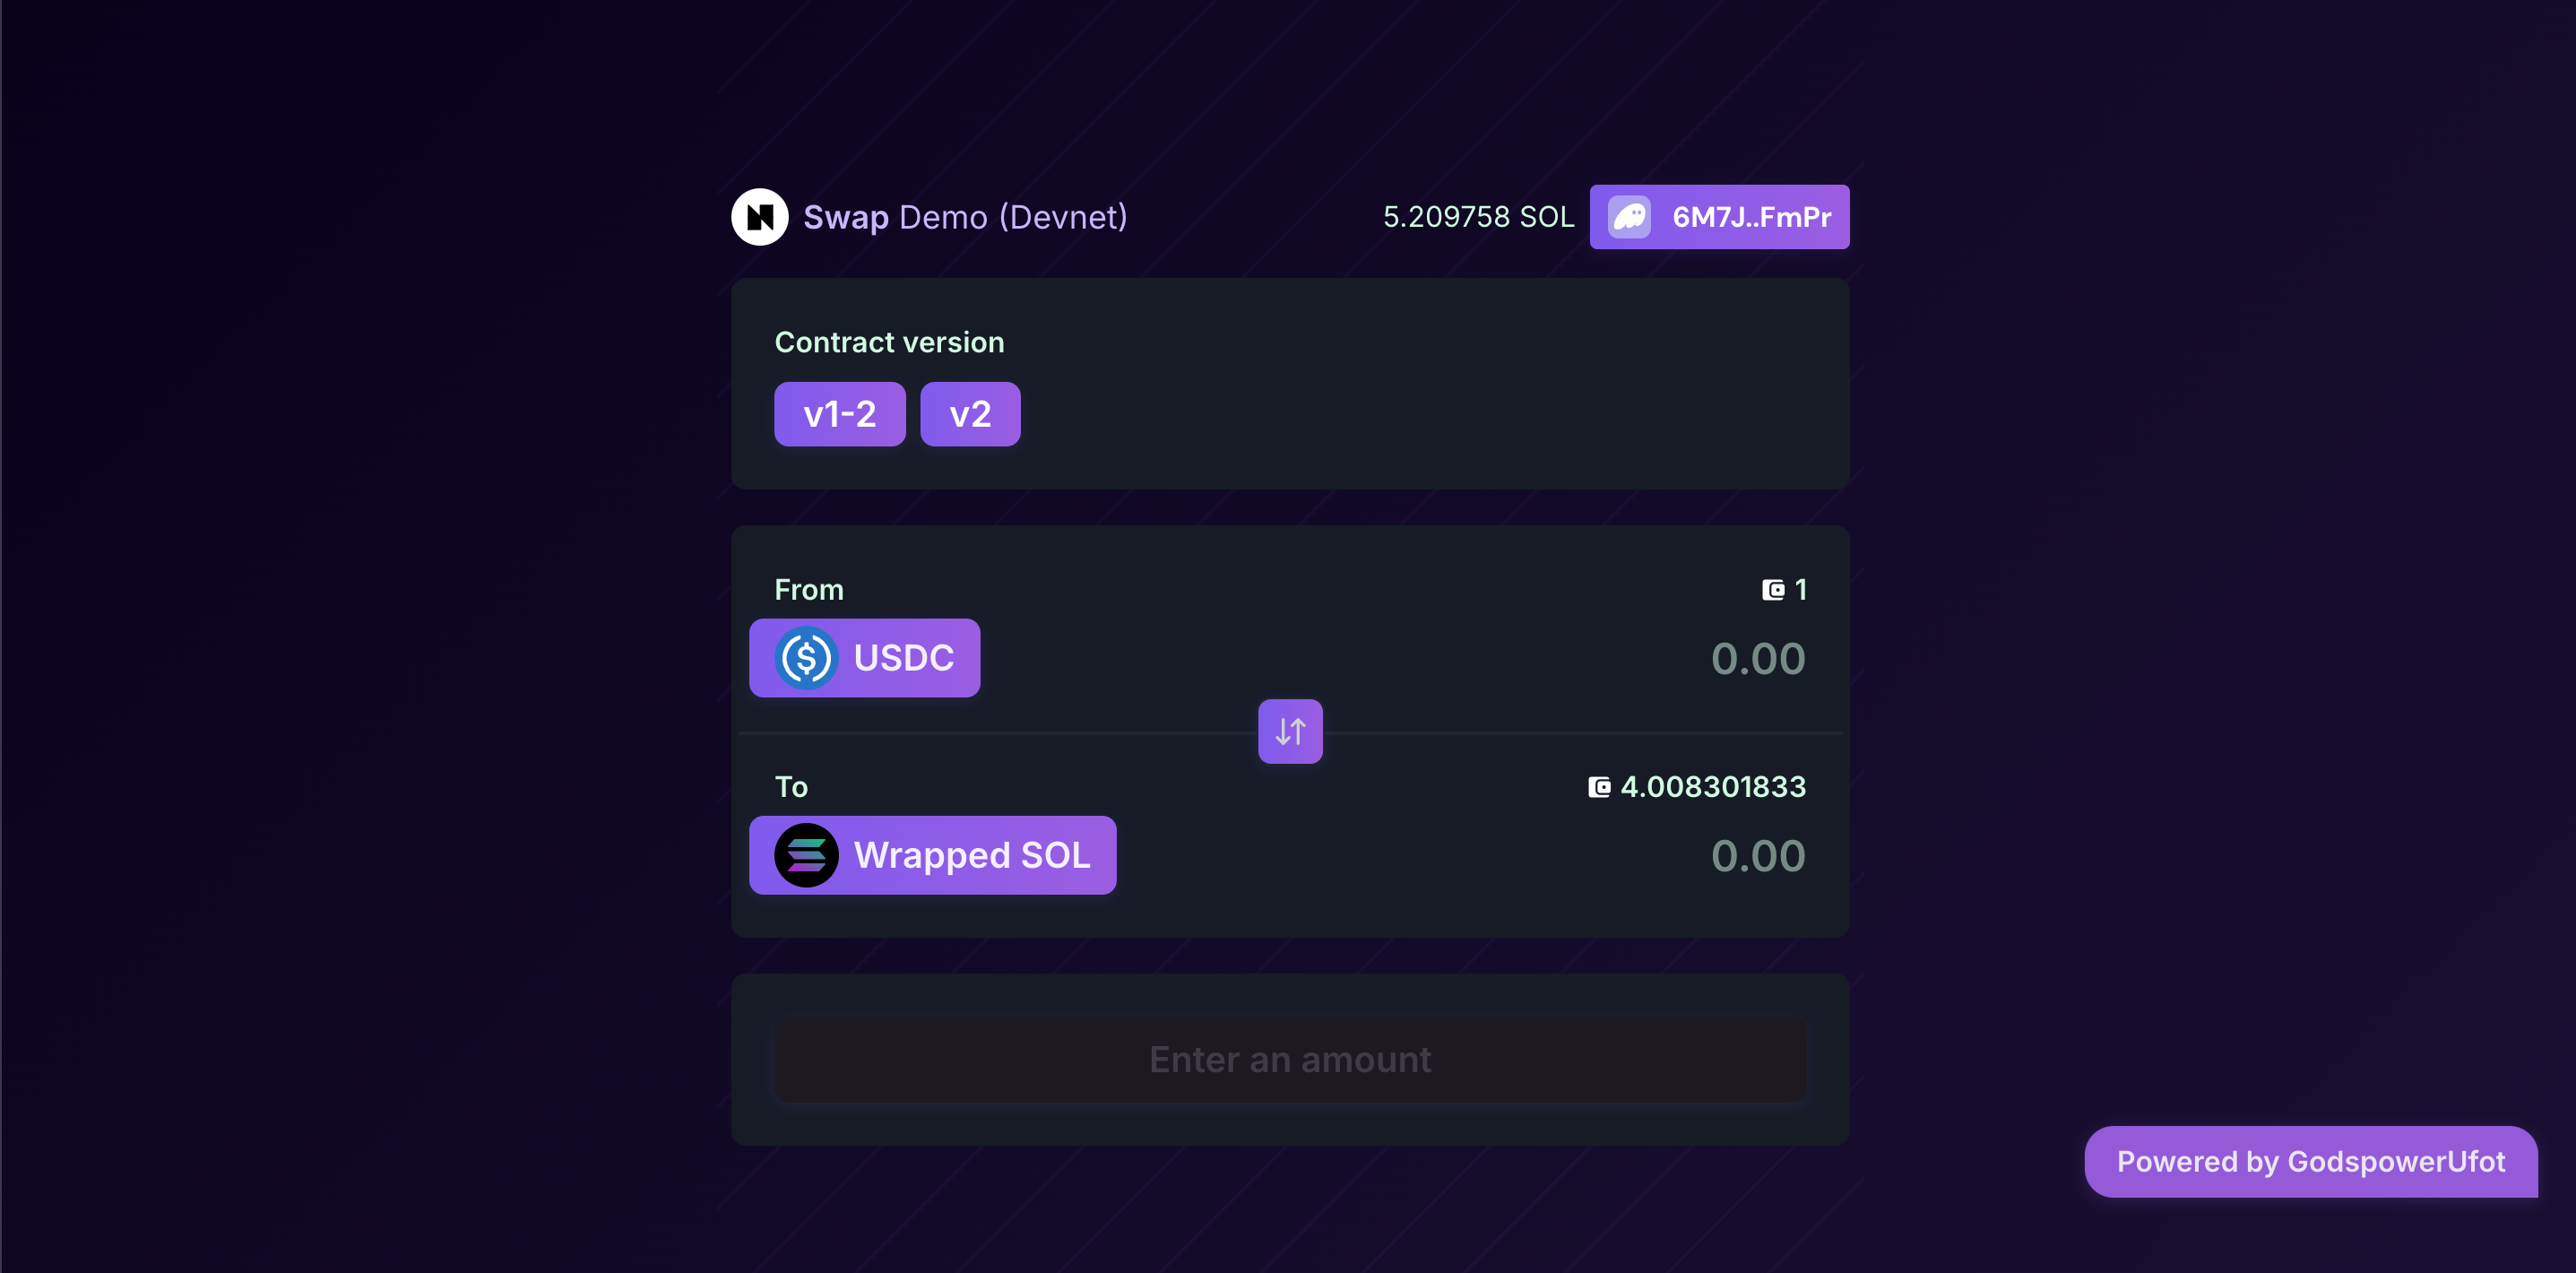 Swap Demo (Devnet)
5.209758 SOL
6M7J..FmPr
Contract version
v1-2
v2
From
1
USDC
0.00
To
4.008301833
Wrapped SOL
0.00
Enter an amount
Powered by GodspowerUfot